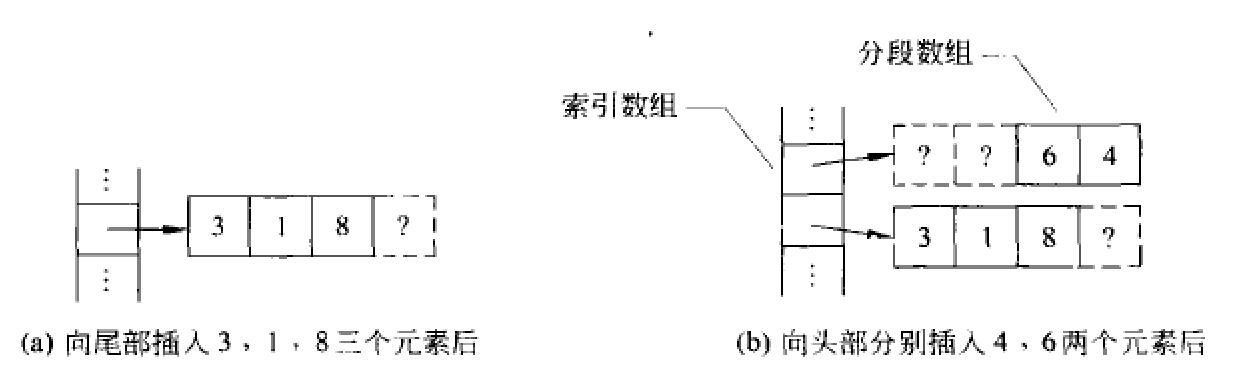 分段数组
索引数组
⋮
⋮
? ? 6 4
3 1 8 ?
3 1 8 ?
⋮
⋮
(a) 向尾部插入 3、1、8三个元素后
(b) 向头部分别插入 4、6两个元素后